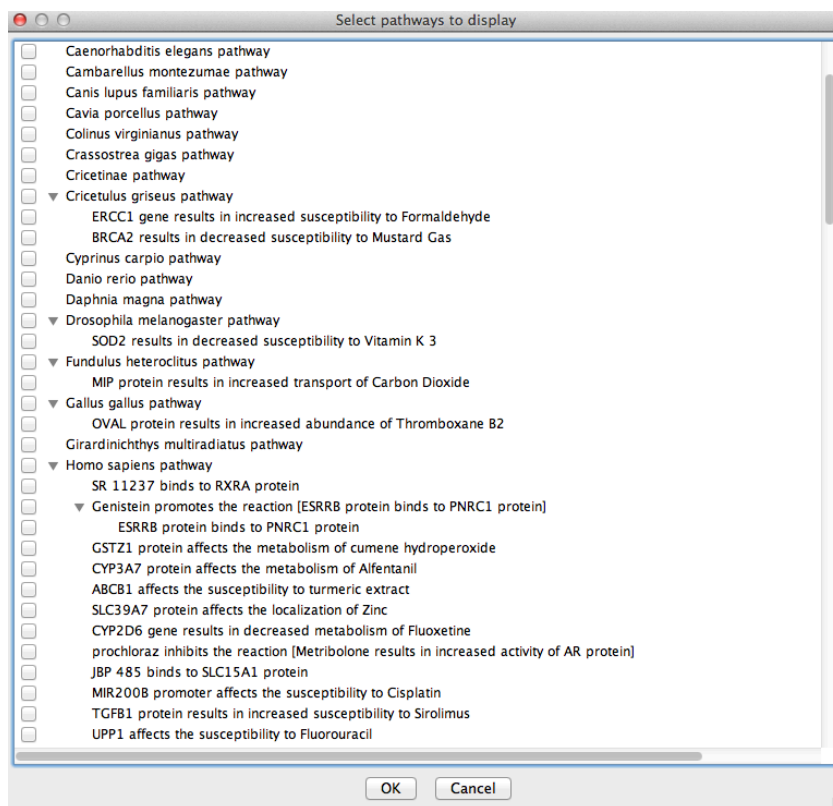 Select pathways to display
Caenorhabditis elegans pathway
Cambarellus montezumae pathway
Canis lupus familiaris pathway
Cavia porcellus pathway
Colinus virginianus pathway
Crassostrea gigas pathway
Cricetinae pathway
Cricetulus griseus pathway
ERCC1 gene results in increased susceptibility to Formaldehyde
BRCA2 results in decreased susceptibility to Mustard Gas
Cyprinus carpio pathway
Danio rerio pathway
Daphnia magna pathway
Drosophila melanogaster pathway
SOD2 results in decreased susceptibility to Vitamin K 3
Fundulus heteroclitus pathway
MIP protein results in increased transport of Carbon Dioxide
Gallus gallus pathway
OVAL protein results in increased abundance of Thromboxane B2
Girardinichthys multiradiatus pathway
Homo sapiens pathway
SR 11237 binds to RXRA protein
Genistein promotes the reaction [ESRRB protein binds to PNRC1 protein]
ESRRB protein binds to PNRC1 protein
GSTZ1 protein affects the metabolism of cumene hydroperoxide
CYP3A7 protein affects the metabolism of Alfentanil
ABCB1 affects the susceptibility to turmeric extract
SLC39A7 protein affects the localization of Zinc
CYP2D6 gene results in decreased metabolism of Fluoxetine
prochloraz inhibits the reaction [Metribolone results in increased activity of AR protein]
JBP 485 binds to SLC15A1 protein
MIR200B promoter affects the susceptibility to Cisplatin
TGFB1 protein results in increased susceptibility to Sirolimus
UPP1 affects the susceptibility to Fluorouracil
OK Cancel